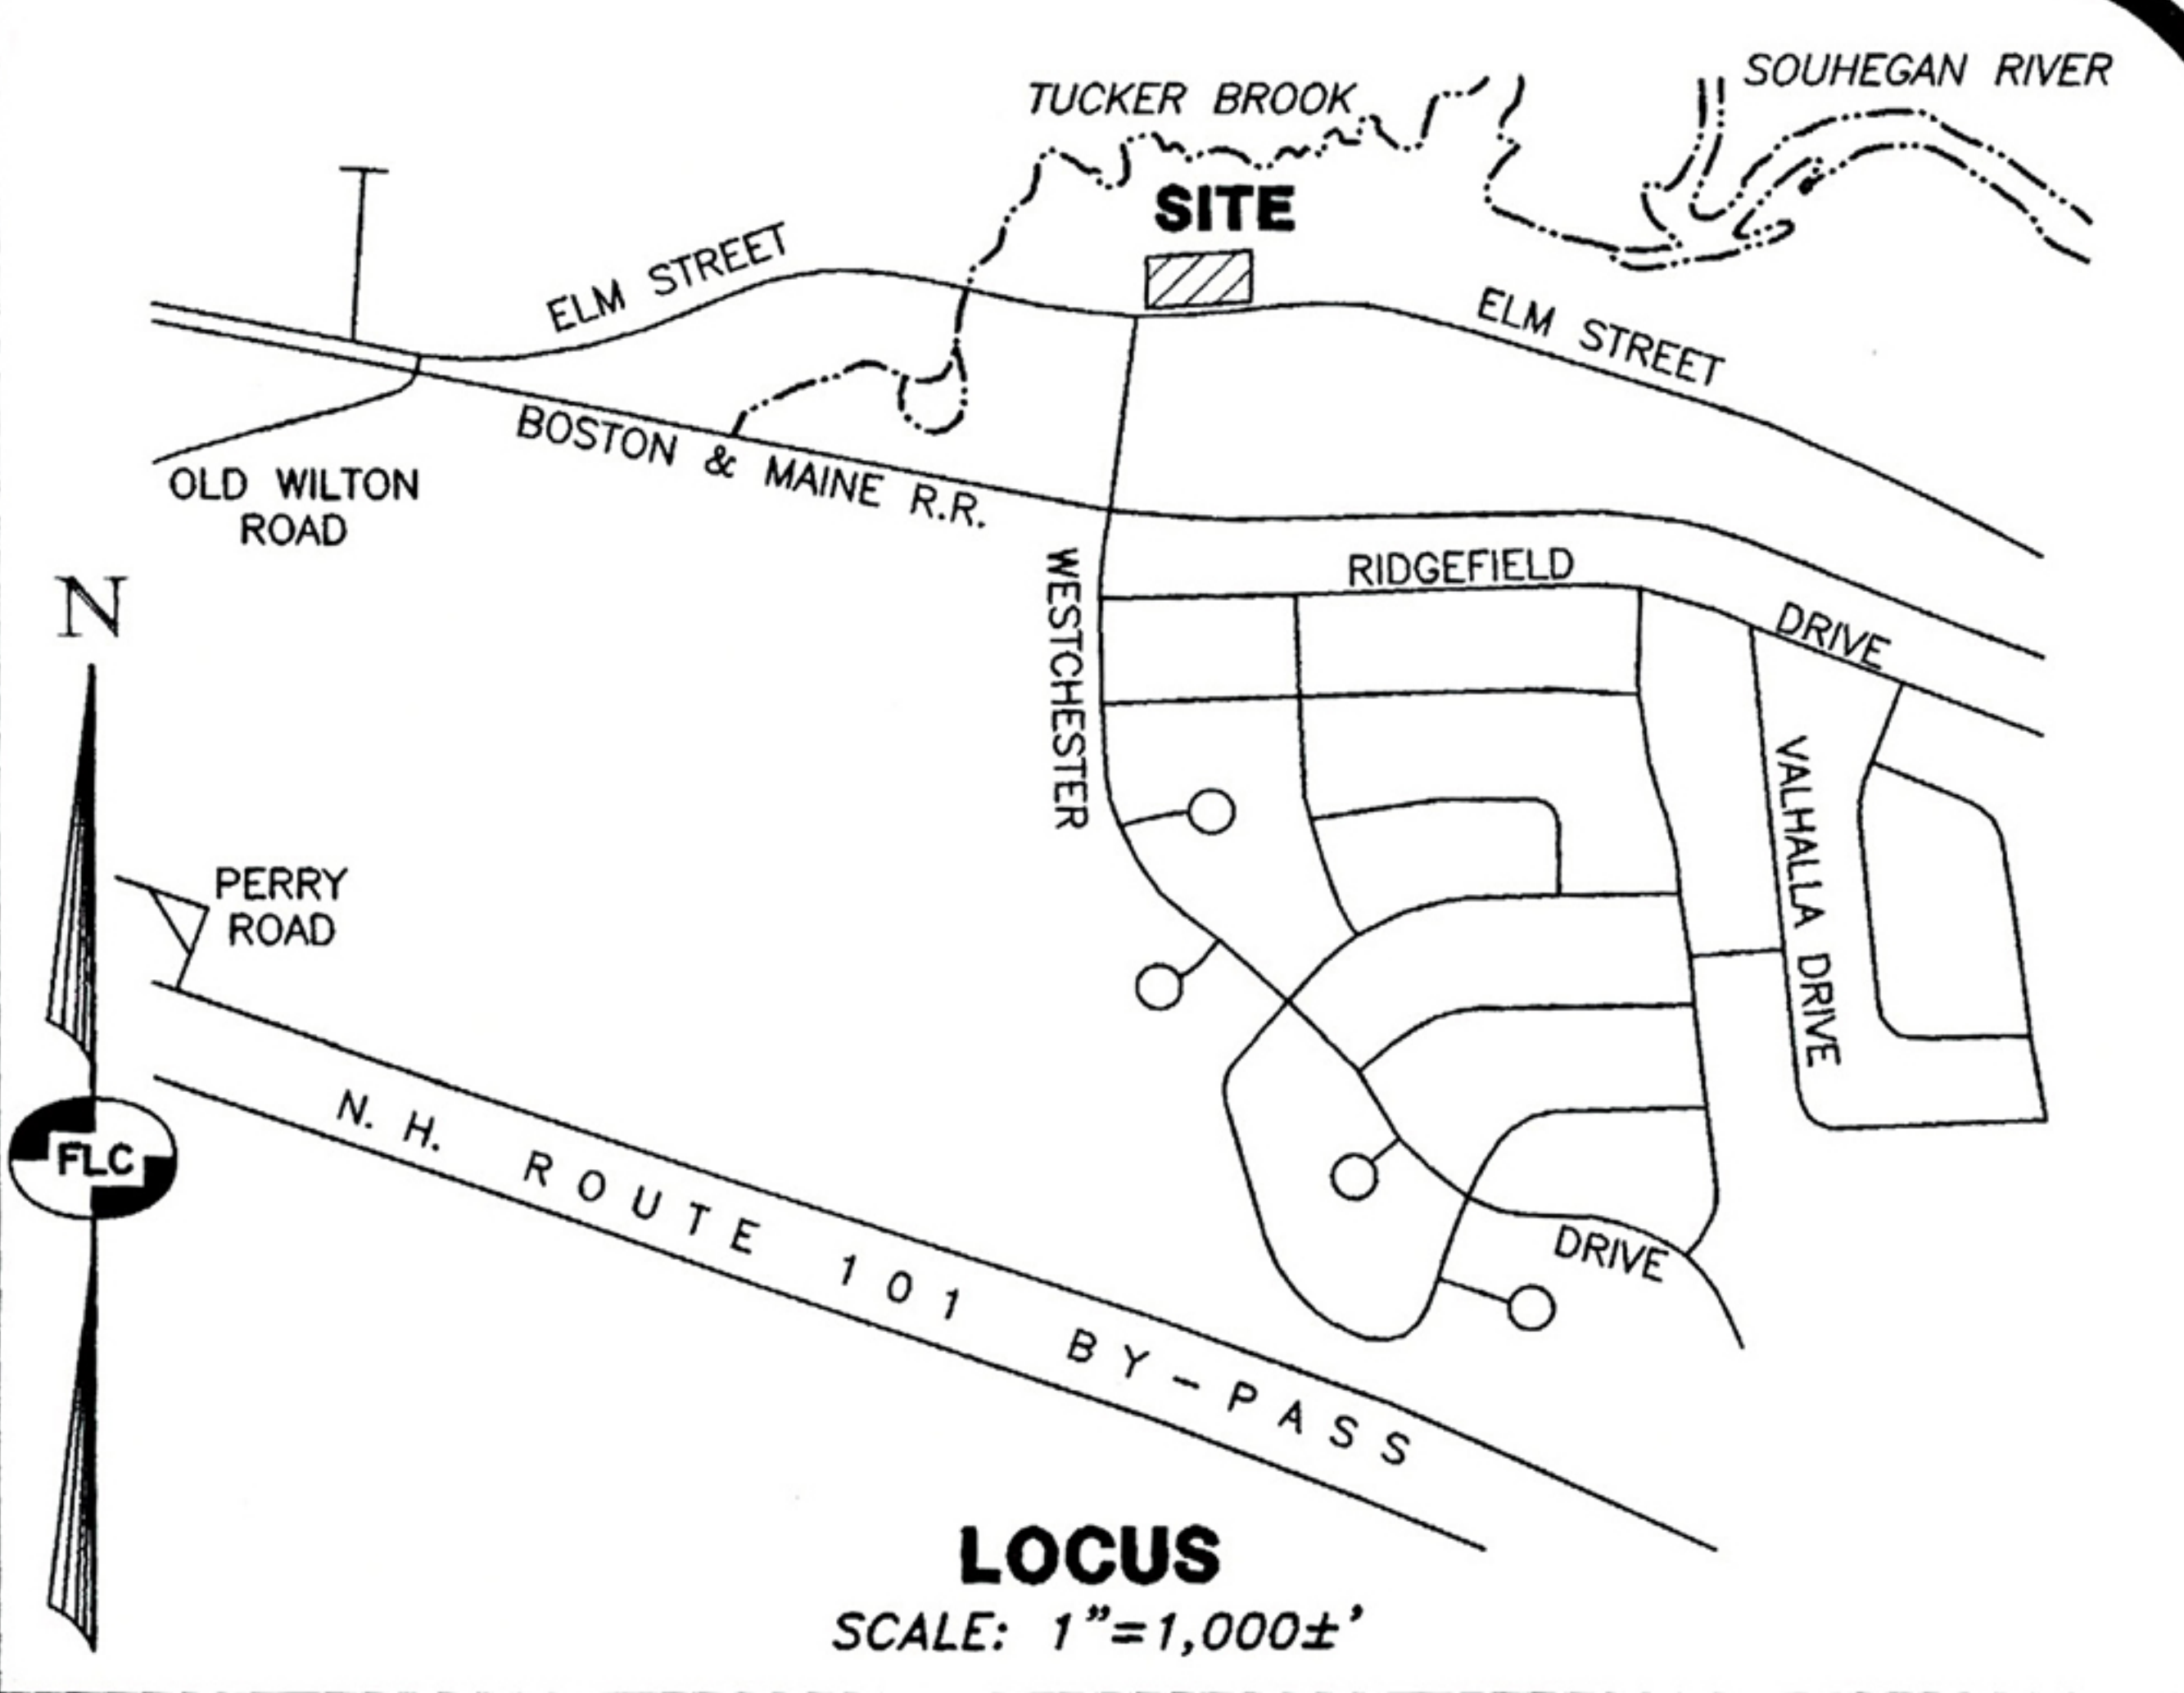 SOUHEGAN RIVER
TUCKER BROOK
SITE
ELM STREET
ELM STREET
BOSTON & MAINE R.R.
OLD WILTON
ROAD
N
RIDGEFIELD
DRIVE
WESTCHESTER
VALHALLA DRIVE
PERRY
ROAD
FLC
N. H. ROUTE 101 BY-PASS
DRIVE
LOCUS
SCALE: 1"=1,000±'